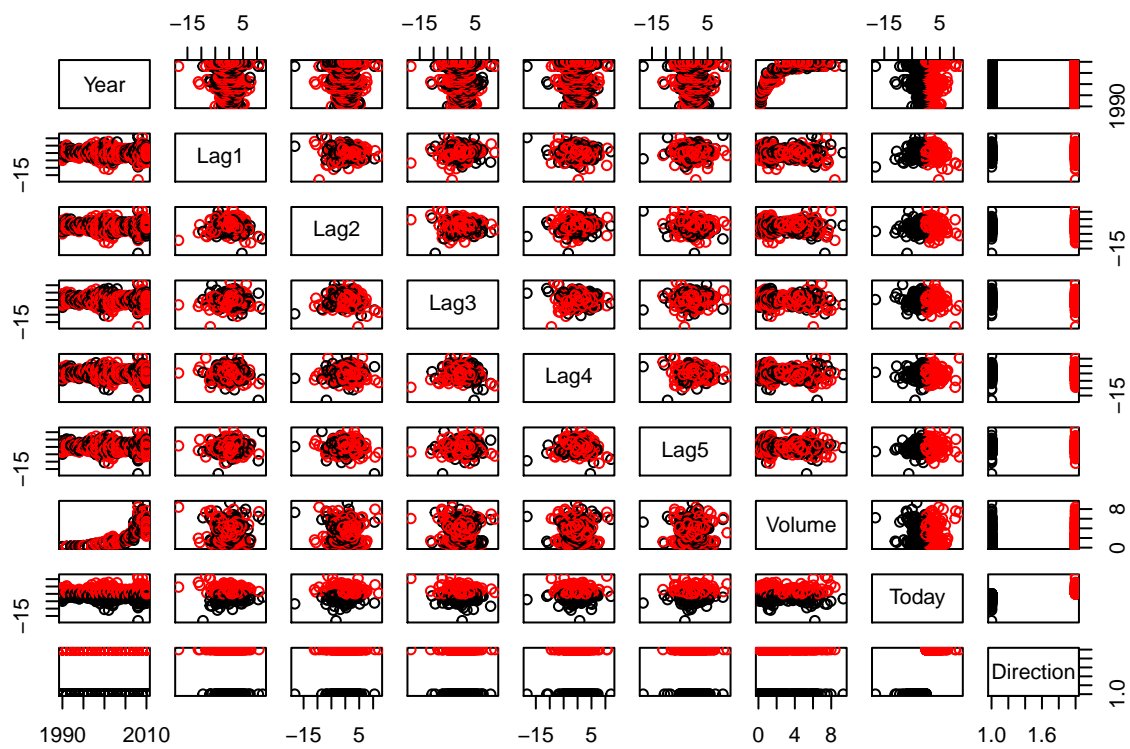 −15 5 −15 5 −15 5 −15 5
Year
1990
−15
Lag1
Lag2
−15
−15
Lag3
Lag4
−15
−15
Lag5
Volume
0 8
−15
Today
Direction
1.0
1990 2010 −15 5 −15 5 0 4 8 1.0 1.6